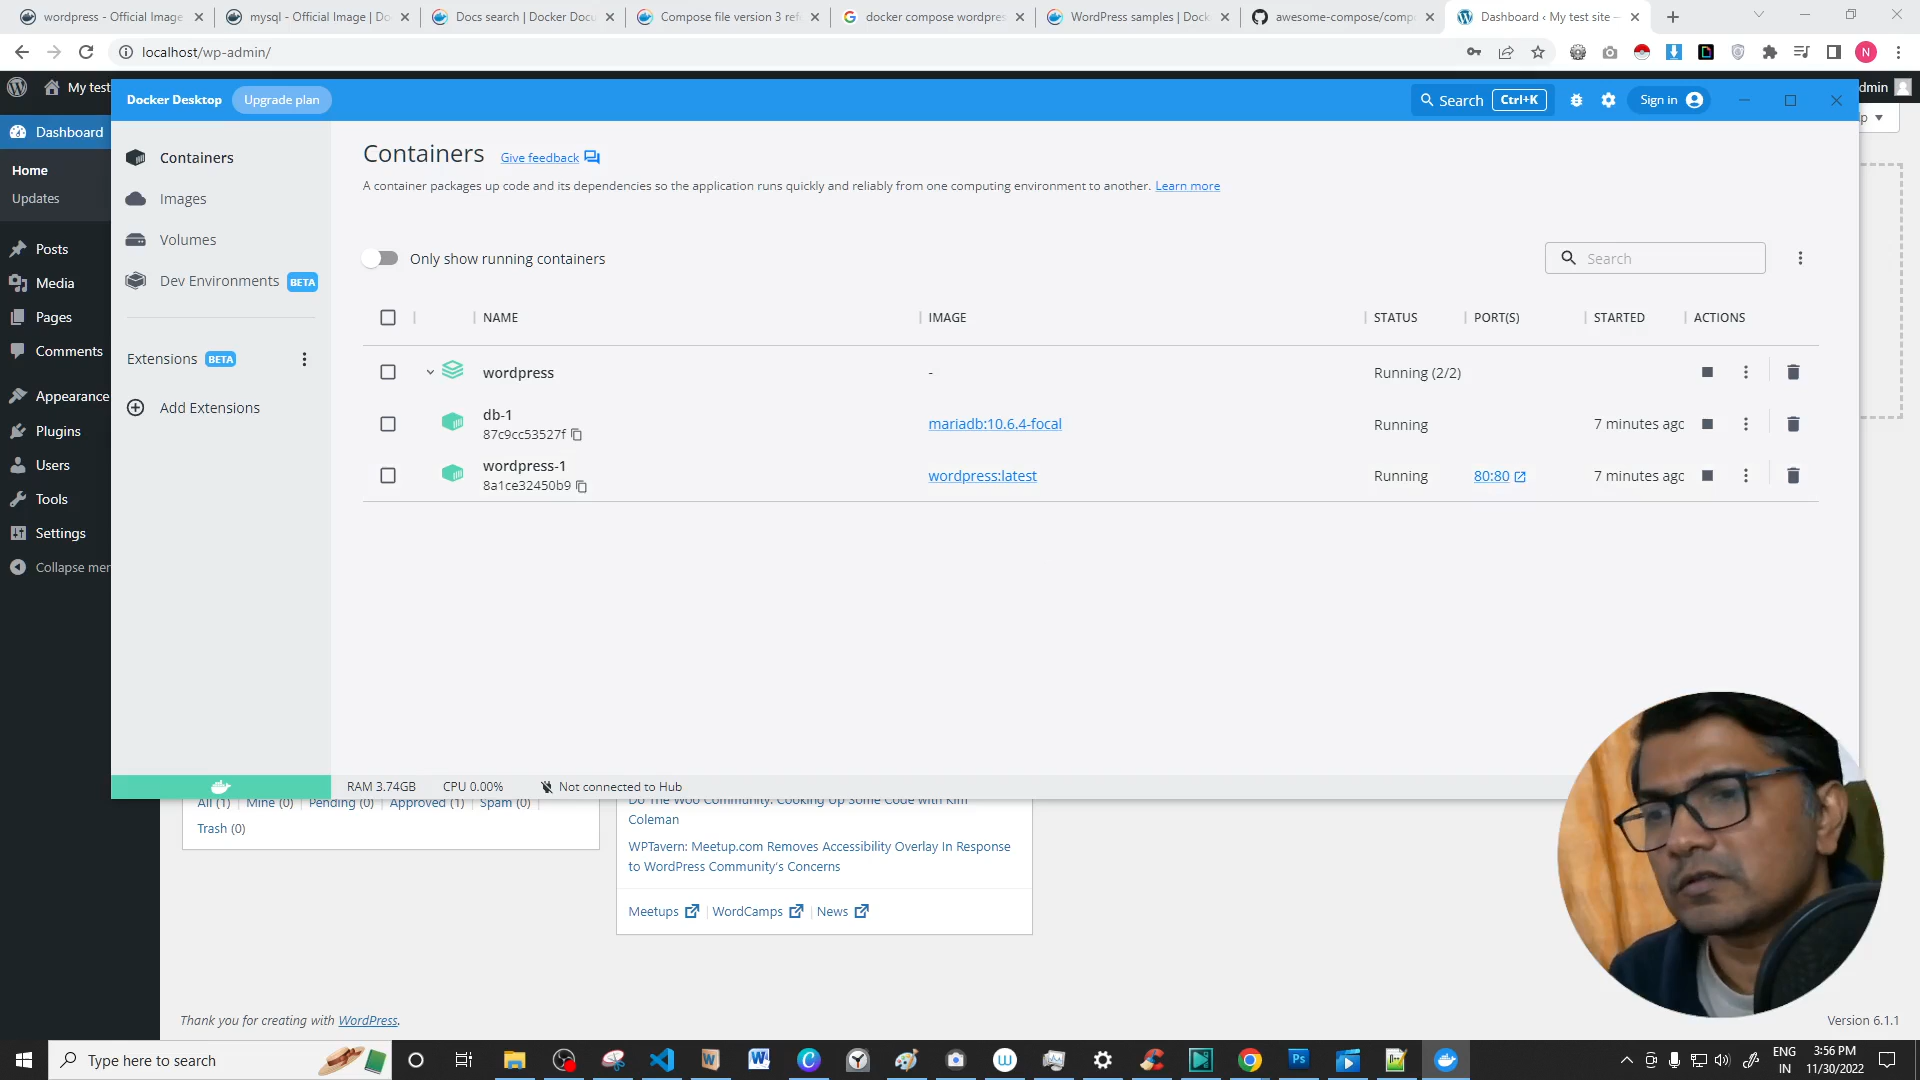 wordpress - Official Image
mysql - Official Image | Do
Docs search | Docker Docu
Compose file version 3 ref
docker compose wordpres
WordPress samples | Dock
awesome-compose/comp
Dashboard ‹ My test site —
localhost/wp-admin/
N
My test
dmin
Docker Desktop
Upgrade plan
Search
Ctrl+K
Sign in
p
Dashboard
Home
Updates
Posts
Media
Pages
Comments
Appearance
Plugins
Users
Tools
Settings
Collapse mer
Containers
Images
Volumes
Dev Environments BETA
Extensions BETA
Add Extensions
Containers
Give feedback
A container packages up code and its dependencies so the application runs quickly and reliably from one computing environment to another. Learn more
Only show running containers
Search
NAME IMAGE STATUS PORT(S) STARTED ACTIONS
wordpress - Running (2/2)
db-1
87c9cc53527f
mariadb:10.6.4-focal Running 7 minutes agc
wordpress-1
8a1ce32450b9
wordpress:latest Running 80:80 7 minutes agc
RAM 3.74GB CPU 0.00% Not connected to Hub
All (1) | Mine (0) | Pending (0) | Approved (1) | Spam (0) |
Trash (0)
Do The Woo Community: Cooking Up Some Code with Kim
Coleman
WPTavern: Meetup.com Removes Accessibility Overlay In Response
to WordPress Community's Concerns
Meetups | WordCamps | News
Thank you for creating with WordPress.
Version 6.1.1
Type here to search
ENG
IN
3:56 PM
11/30/2022